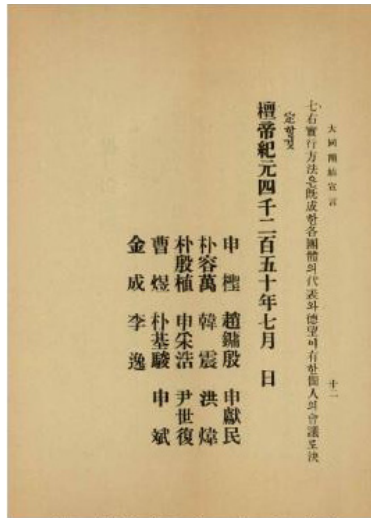 大同團結宣言
十二
七、右實行方法은旣成한各團體의代表와德望이有한個人의會議로決
定할것
檀帝紀元四千二百五十年七月 日
申檉 趙鏞殷 申獻民
朴容萬 韓震 洪煒
朴殷植 申采浩 尹世復
曹煜 朴基駿 申斌
金成 李逸